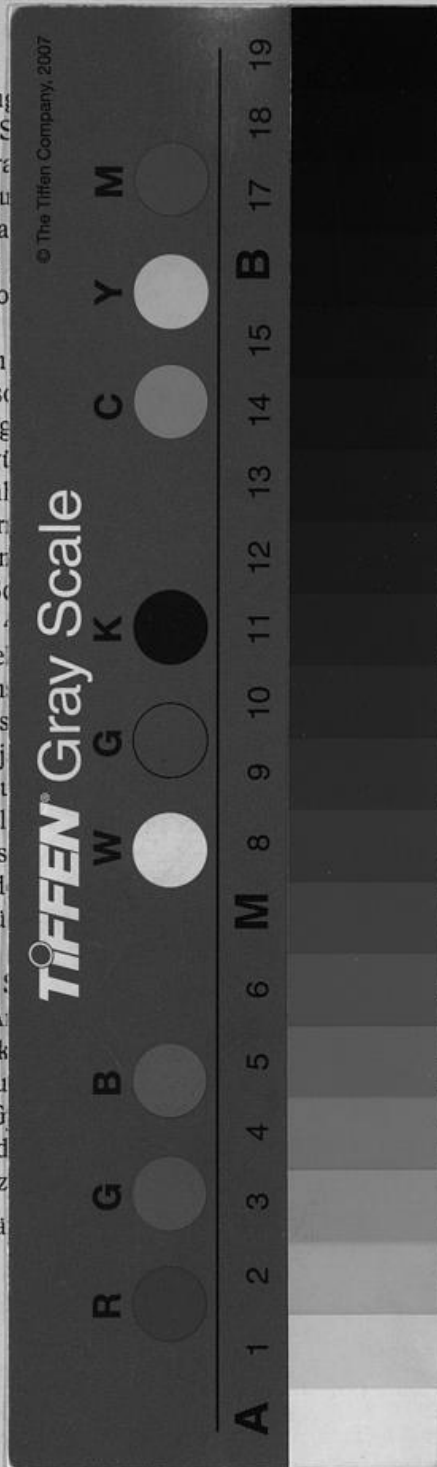 © The Tiffen Company, 2007
TIFFEN® Gray Scale
R G B W G K C Y M
A 1 2 3 4 5 6 M 8 9 10 11 12 13 14 15 B 17 18 19